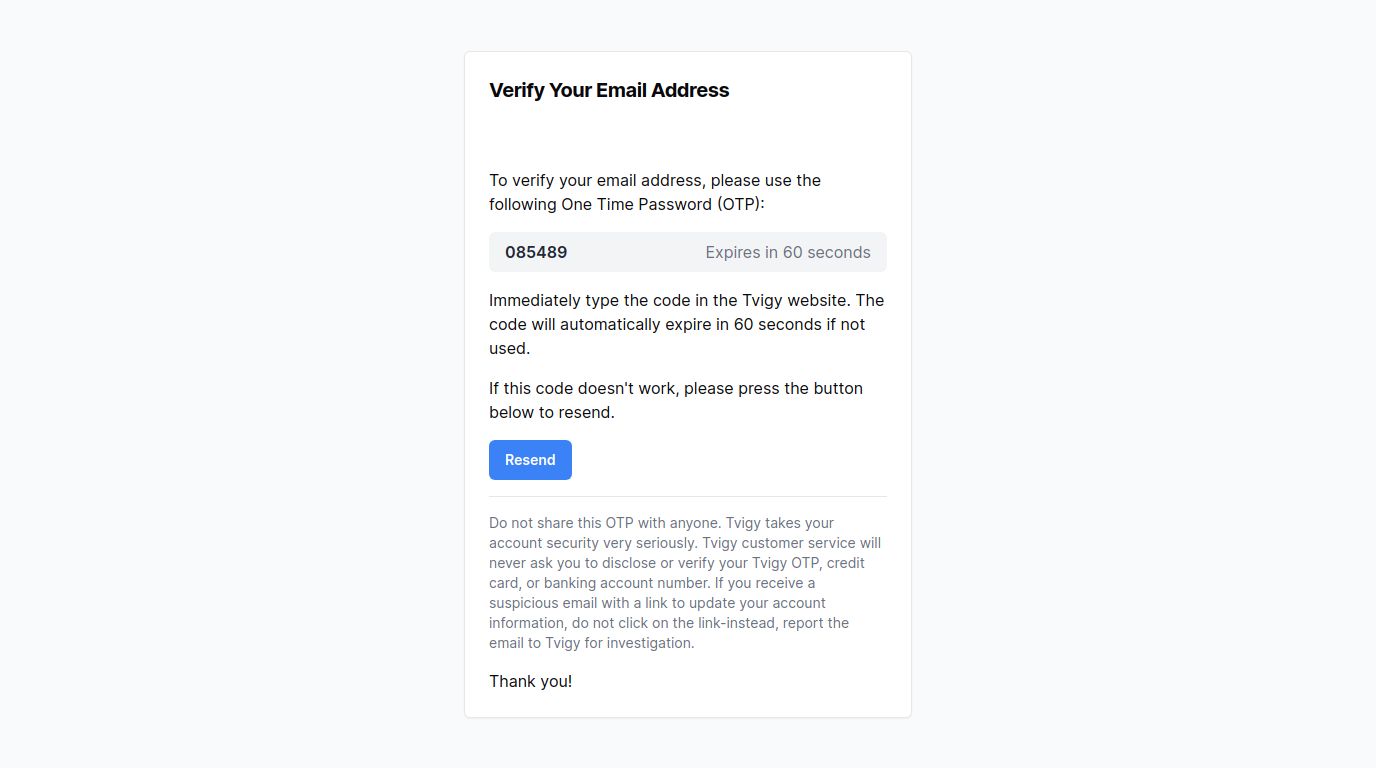 Verify Your Email Address
To verify your email address, please use the
following One Time Password (OTP):
085489 Expires in 60 seconds
Immediately type the code in the Tvigy website. The
code will automatically expire in 60 seconds if not
used.
If this code doesn't work, please press the button
below to resend.
Resend
Do not share this OTP with anyone. Tvigy takes your
account security very seriously. Tvigy customer service will
never ask you to disclose or verify your Tvigy OTP, credit
card, or banking account number. If you receive a
suspicious email with a link to update your account
information, do not click on the link-instead, report the
email to Tvigy for investigation.
Thank you!